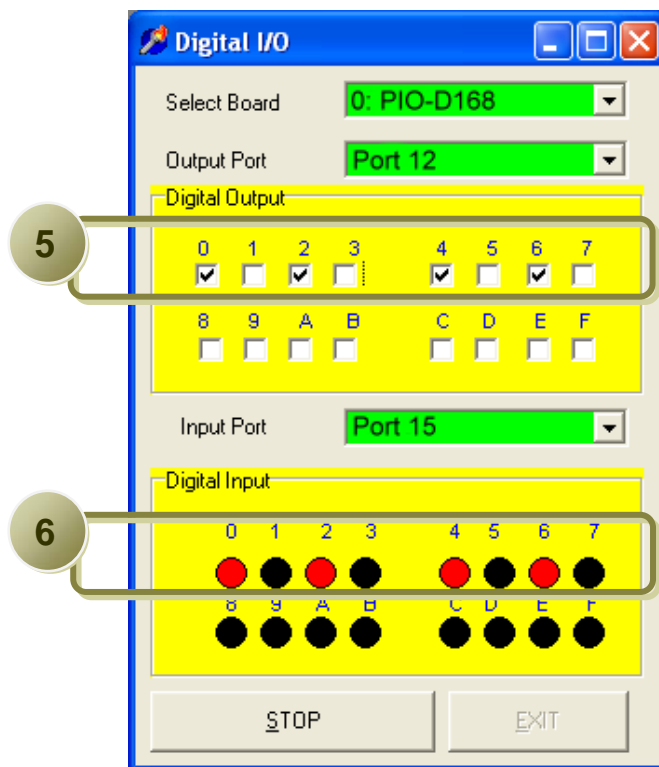 Digital I/O
Select Board 0: PIO-D168
Output Port Port 12
Digital Output
5
0 1 2 3 4 5 6 7
8 9 A B C D E F
Input Port Port 15
Digital Input
6
0 1 2 3 4 5 6 7
8 9 A B C D E F
STOP EXIT